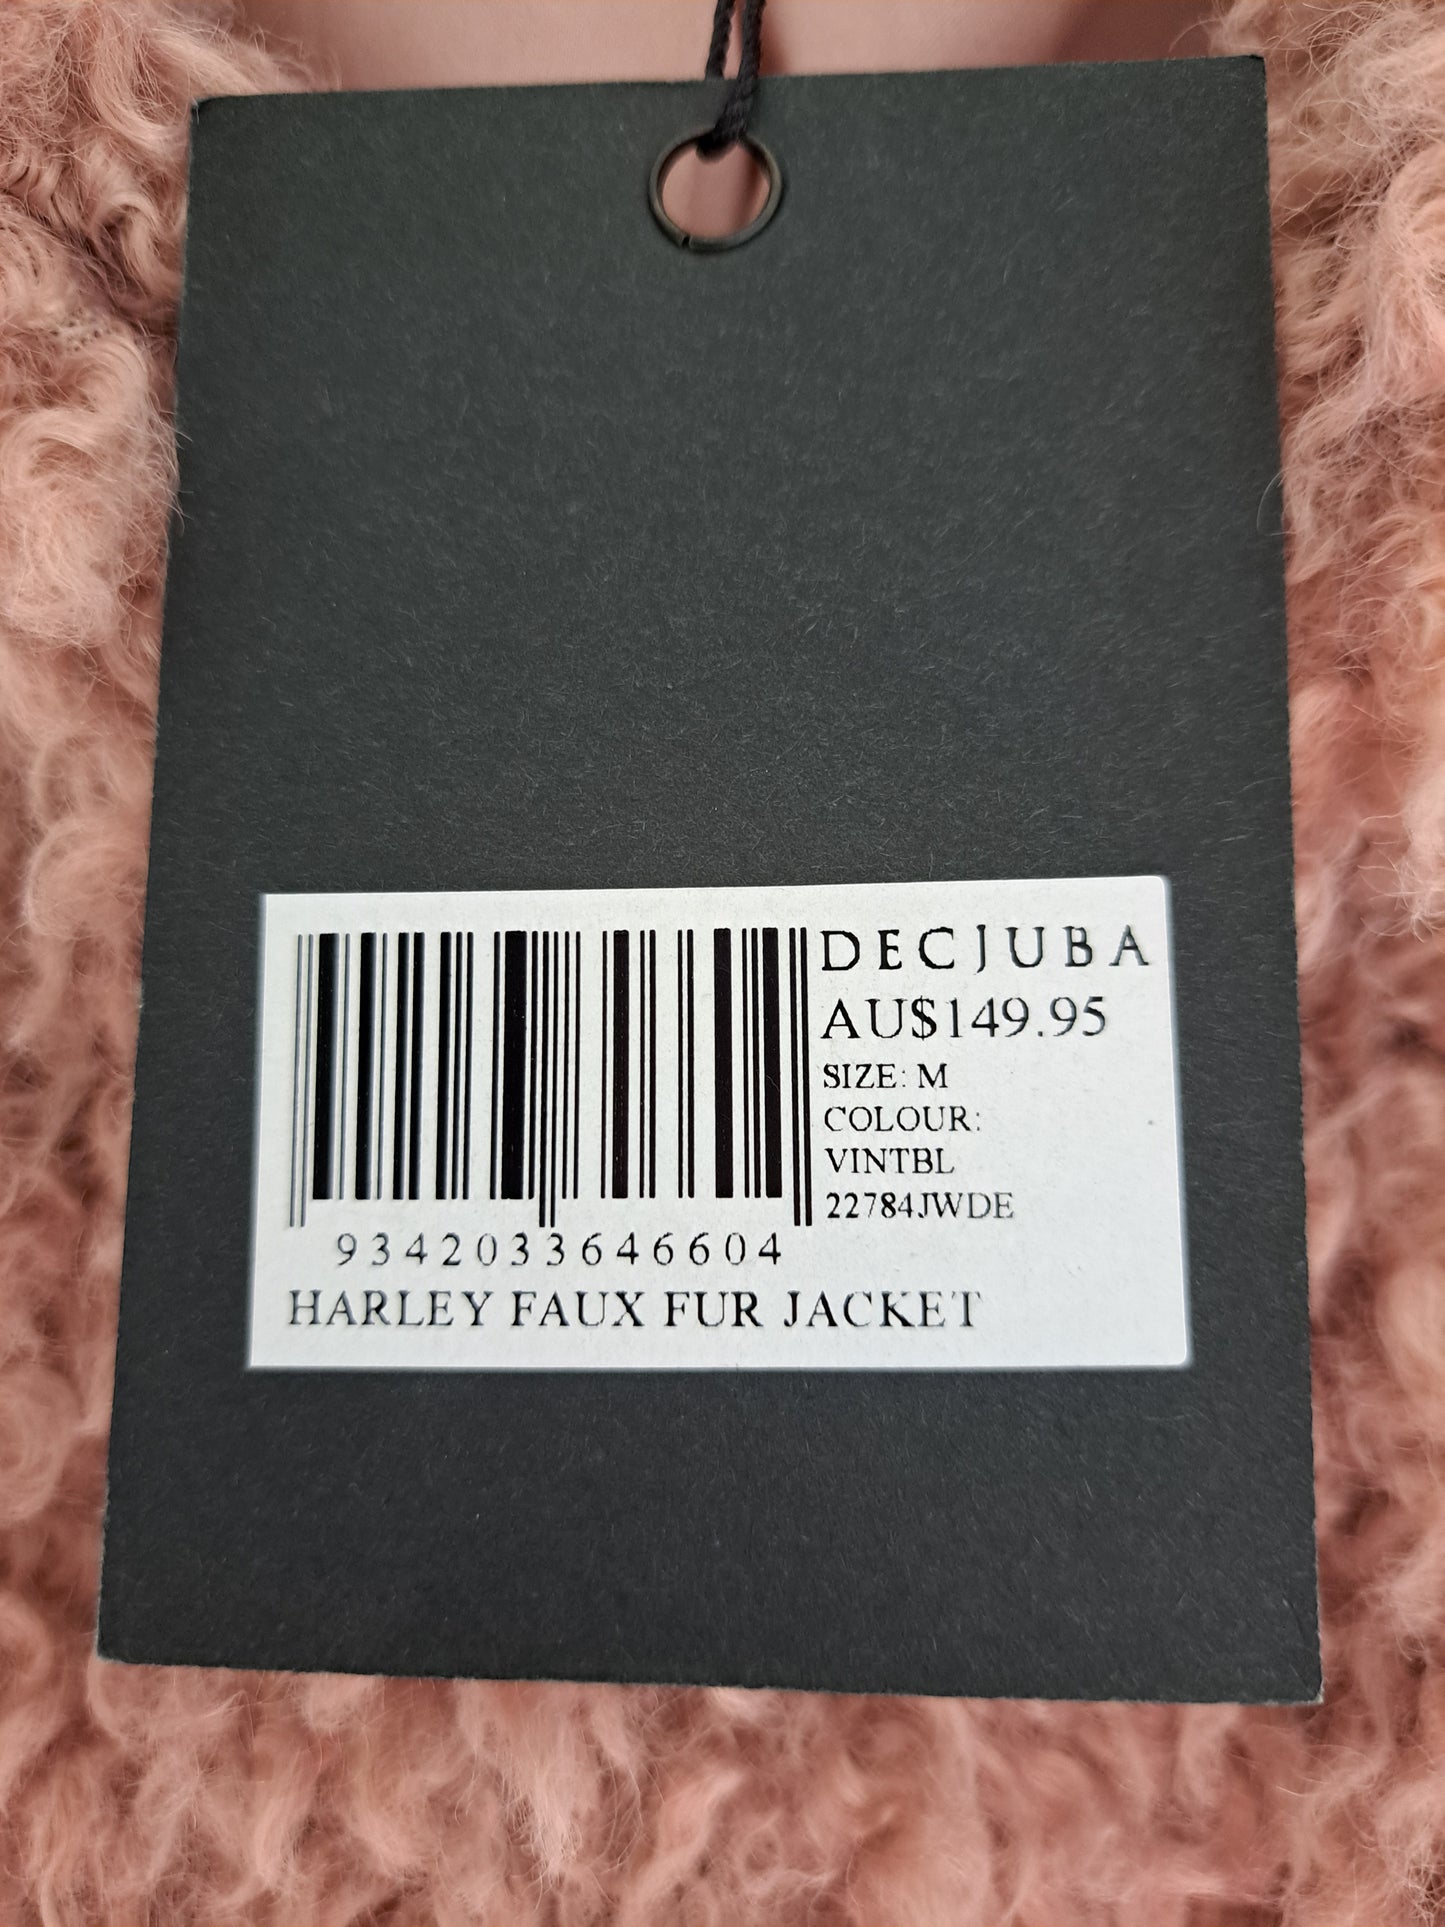 DECJUBA
AU$149.95
SIZE: M
COLOUR:
VINTBL
22784JWDE
9342033646604
HARLEY FAUX FUR JACKET